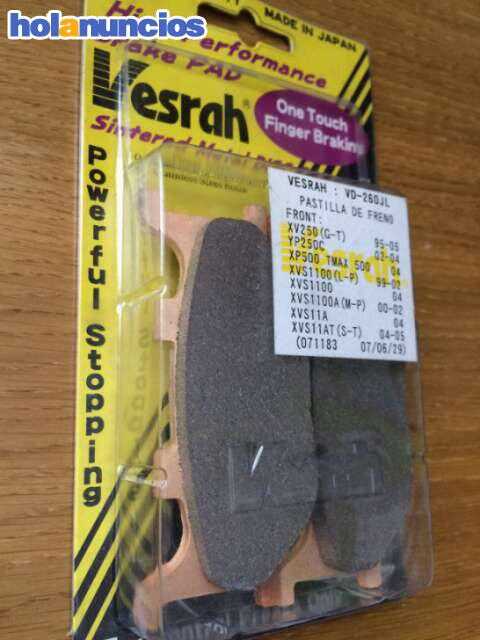 holanuncios
MADE IN JAPAN
High Performance
Brake PAD
Vesrah®
Sintered Metal
One Touch
Finger Braking
Powerful Stopping
VESRAH : VD-260JL
PASTILLA DE FRENO
FRONT:
XV250(G-T) 95-05
YP250C 02-04
XP500 TMAX 500 04
XVS1100(L-P) 99-02
XVS1100 04
XVS1100A(M-P) 00-02
XVS11A 04
XVS11AT(S-T) 04-05
(071183 07/06/29)